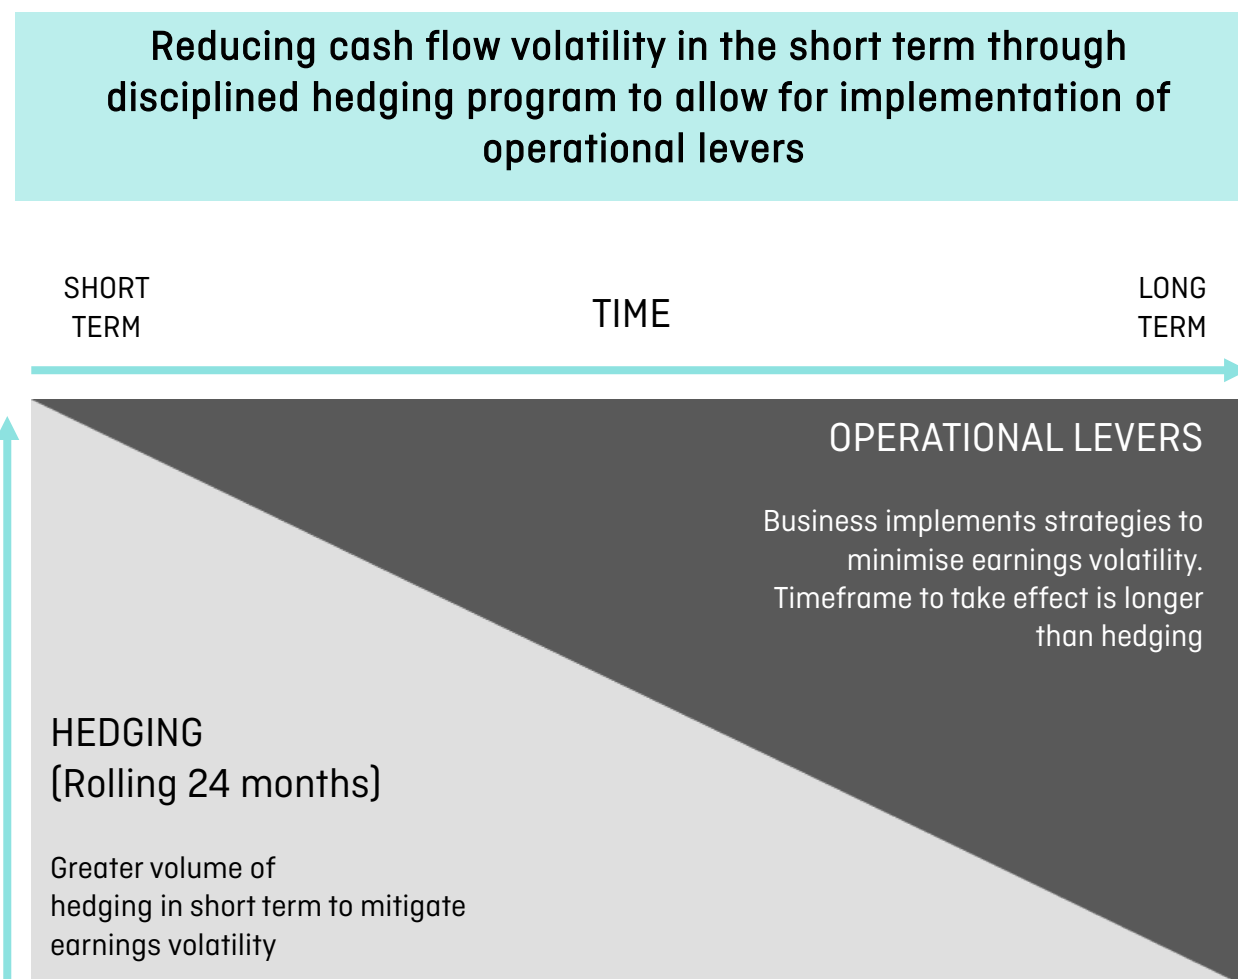 Reducing cash flow volatility in the short term through
disciplined hedging program to allow for implementation of
operational levers
SHORT
TERM
TIME
LONG
TERM
OPERATIONAL LEVERS
Business implements strategies to
minimise earnings volatility.
Timeframe to take effect is longer
than hedging
HEDGING
(Rolling 24 months)
Greater volume of
hedging in short term to mitigate
earnings volatility